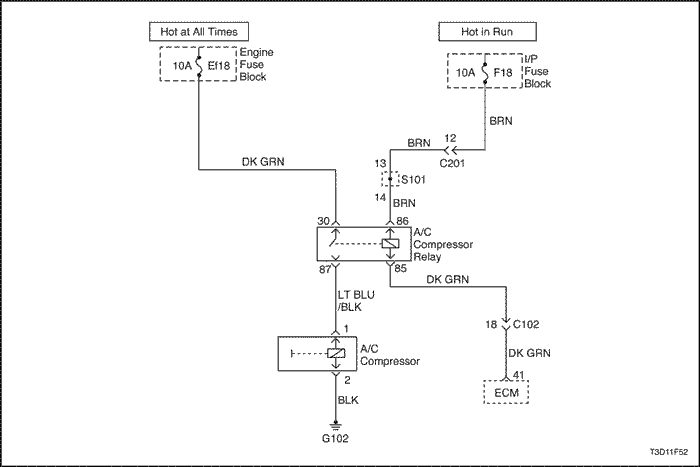 Hot at All Times
Hot in Run
10A Ef18
Engine
Fuse
Block
10A F18
I/P
Fuse
Block
BRN
12
BRN
C201
DK GRN
13
S101
14
BRN
30
86
A/C
Compressor
Relay
87
85
DK GRN
LT BLU
/BLK
18
C102
1
A/C
Compressor
DK GRN
2
41
ECM
BLK
G102
T3D11F52